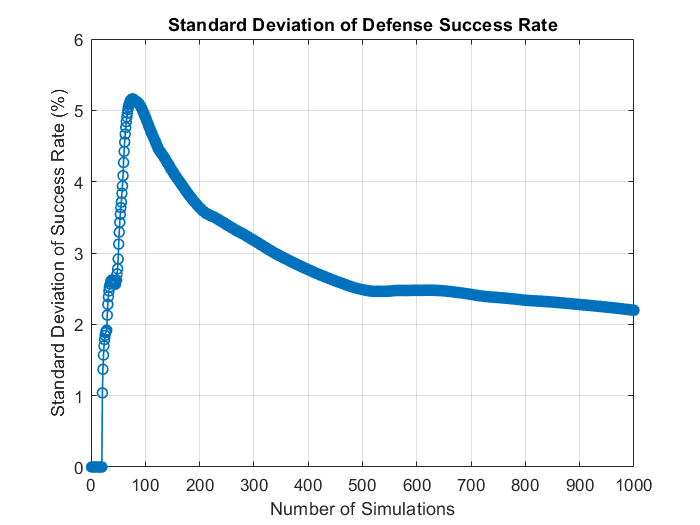 Standard Deviation of Defense Success Rate
Standard Deviation of Success Rate (%)
6
5
4
3
2
1
0
0 100 200 300 400 500 600 700 800 900 1000
Number of Simulations